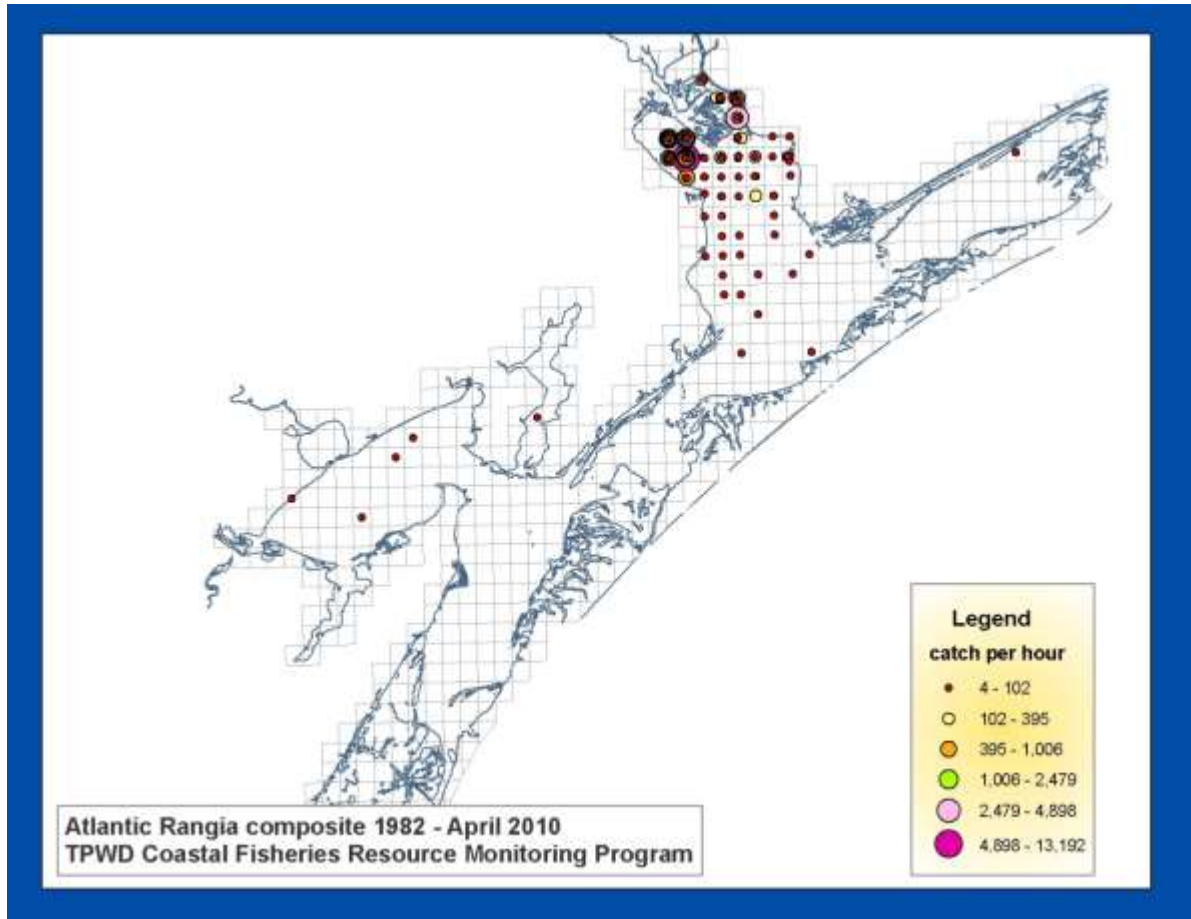 Legend
catch per hour
4 - 102
102 - 395
395 - 1,006
1,006 - 2,479
2,479 - 4,898
4,898 - 13,192
Atlantic Rangia composite 1982 - April 2010
TPWD Coastal Fisheries Resource Monitoring Program